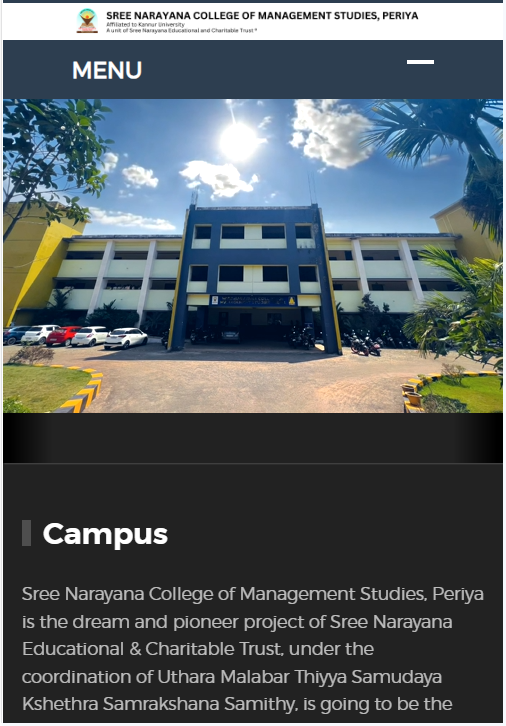 SREE NARAYANA COLLEGE OF MANAGEMENT STUDIES, PERIYA
Affiliated to Kannur University
A unit of Sree Narayana Educational and Charitable Trust ®
MENU
Campus
Sree Narayana College of Management Studies, Periya
is the dream and pioneer project of Sree Narayana
Educational & Charitable Trust, under the
coordination of Uthara Malabar Thiyya Samudaya
Kshethra Samrakshana Samithy, is going to be the